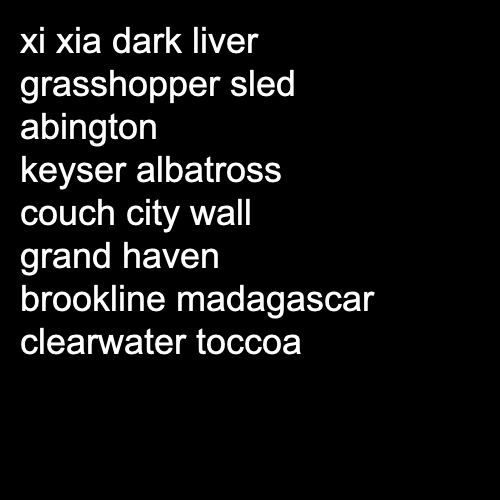 xi xia dark liver
grasshopper sled
abington
keyser albatross
couch city wall
grand haven
brookline madagascar
clearwater toccoa